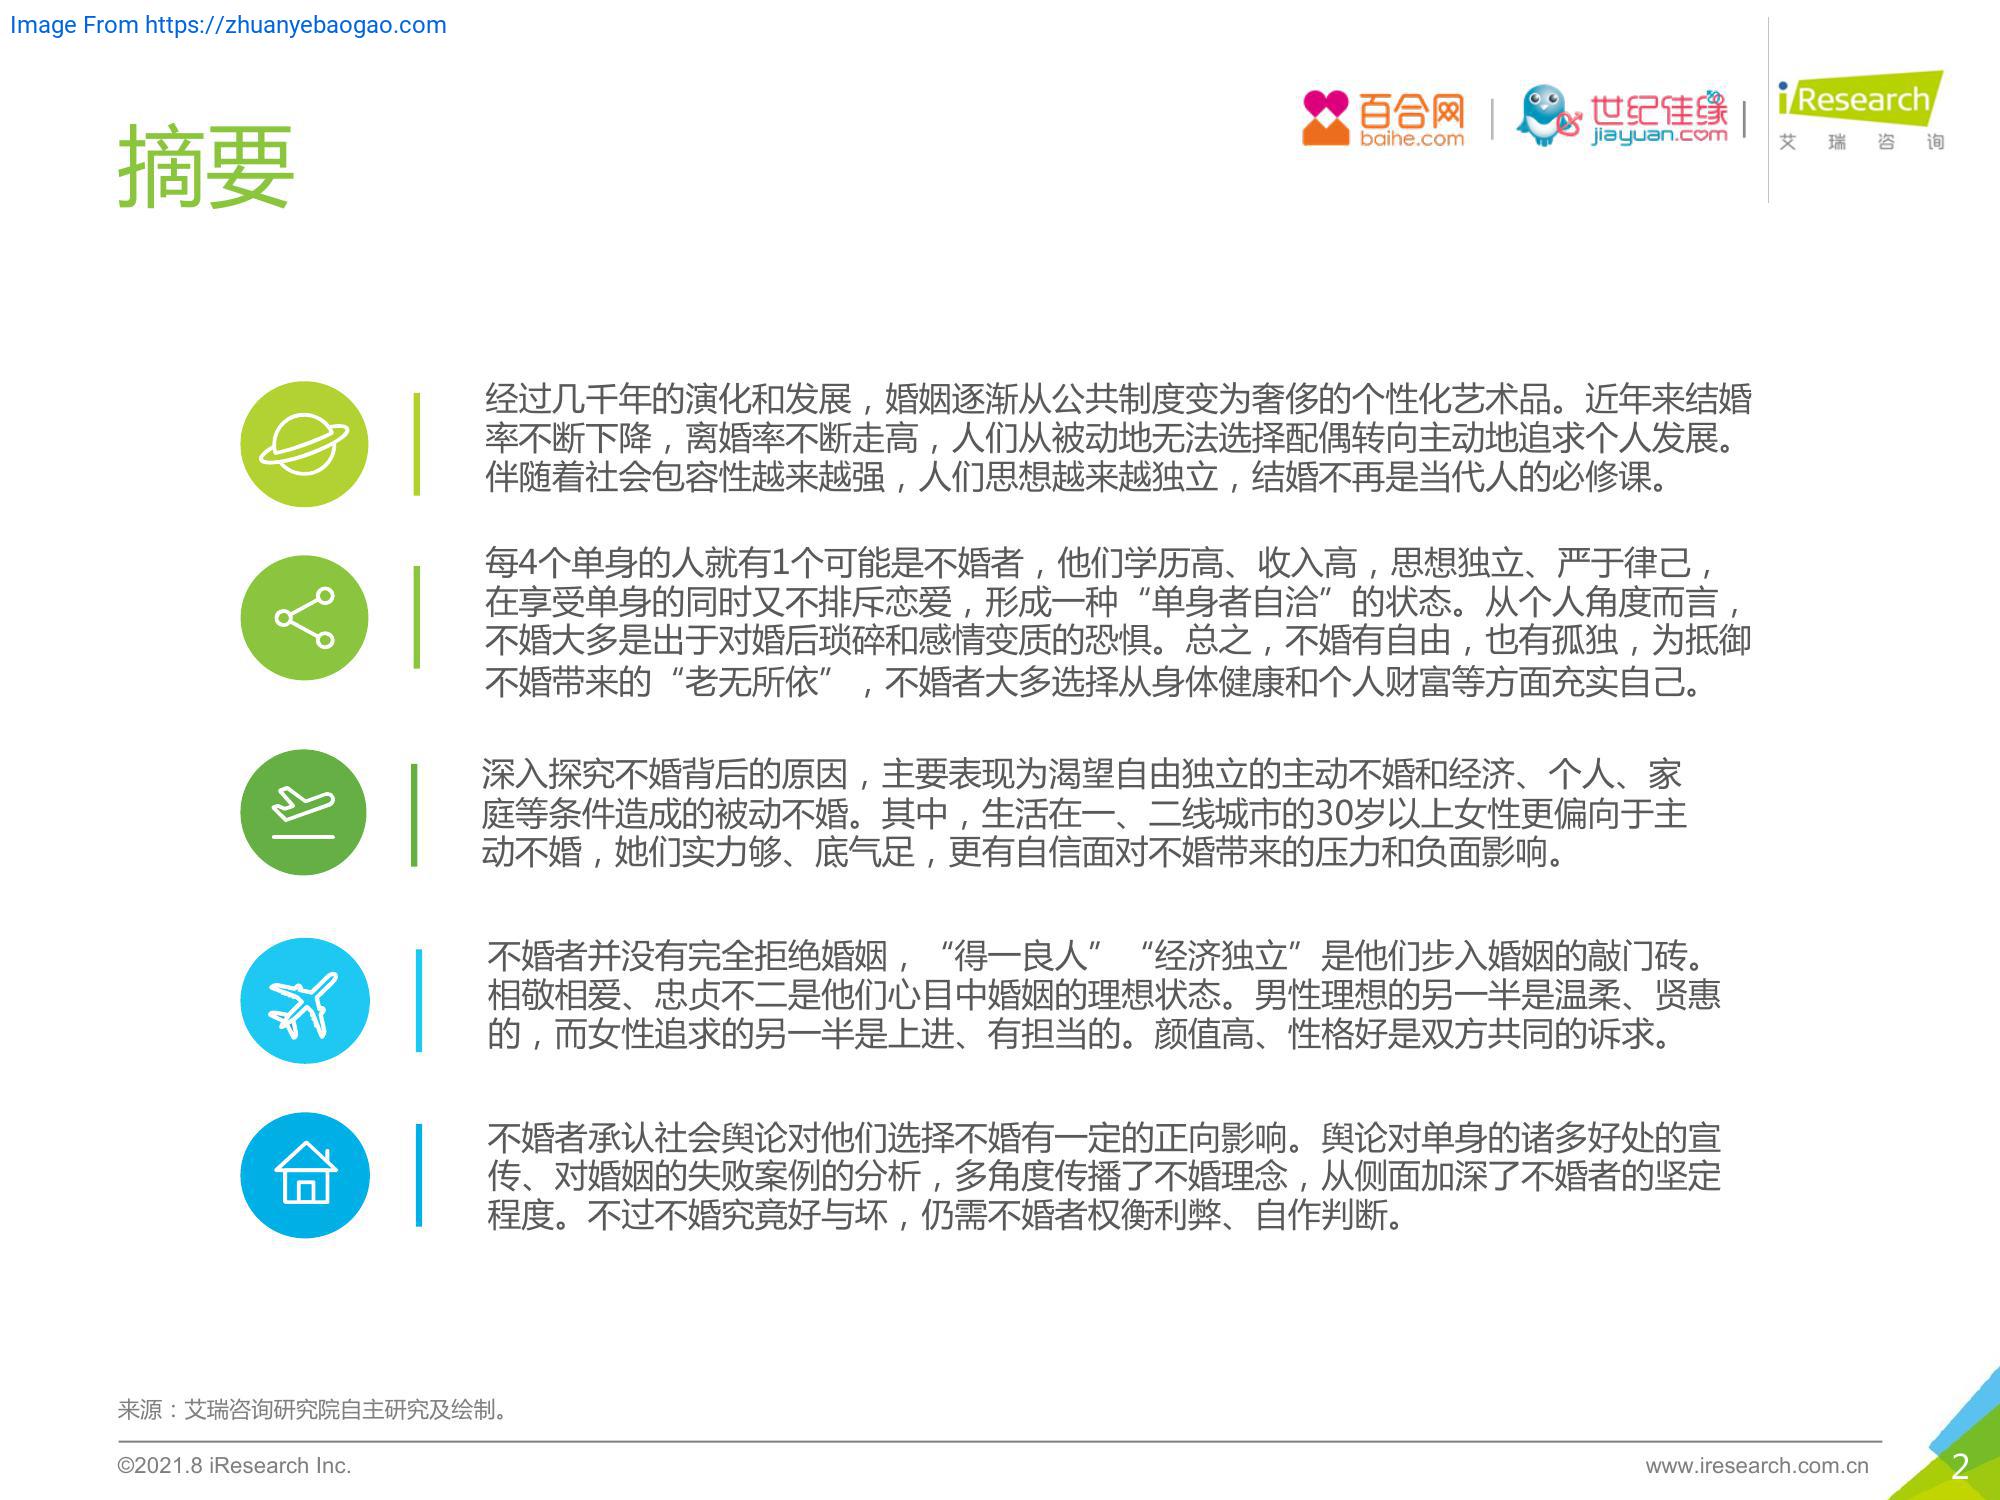 Image From https://zhuanyebaogao.com
摘要
百合网
baihe.com
世纪佳缘
jiayuan.com
iResearch
艾瑞咨询
经过几千年的演化和发展，婚姻逐渐从公共制度变为奢侈的个性化艺术品。近年来结婚
率不断下降，离婚率不断走高，人们从被动地无法选择配偶转向主动地追求个人发展。
伴随着社会包容性越来越强，人们思想越来越独立，结婚不再是当代人的必修课。
每4个单身的人就有1个可能是不婚者，他们学历高、收入高，思想独立、严于律己，
在享受单身的同时又不排斥恋爱，形成一种“单身者自洽”的状态。从个人角度而言，
不婚大多是出于对婚后琐碎和感情变质的恐惧。总之，不婚有自由，也有孤独，为抵御
不婚带来的“老无所依”，不婚者大多选择从身体健康和个人财富等方面充实自己。
深入探究不婚背后的原因，主要表现为渴望自由独立的主动不婚和经济、个人、家
庭等条件造成的被动不婚。其中，生活在一、二线城市的30岁以上女性更偏向于主
动不婚，她们实力够、底气足，更有自信面对不婚带来的压力和负面影响。
不婚者并没有完全拒绝婚姻，“得一良人”“经济独立”是他们步入婚姻的敲门砖。
相敬相爱、忠贞不二是他们心目中婚姻的理想状态。男性理想的另一半是温柔、贤惠
的，而女性追求的另一半是上进、有担当的。颜值高、性格好是双方共同的诉求。
不婚者承认社会舆论对他们选择不婚有一定的正向影响。舆论对单身的诸多好处的宣
传、对婚姻的失败案例的分析，多角度传播了不婚理念，从侧面加深了不婚者的坚定
程度。不过不婚究竟好与坏，仍需不婚者权衡利弊、自作判断。
来源：艾瑞咨询研究院自主研究及绘制。
©2021.8 iResearch Inc.
www.iresearch.com.cn
2